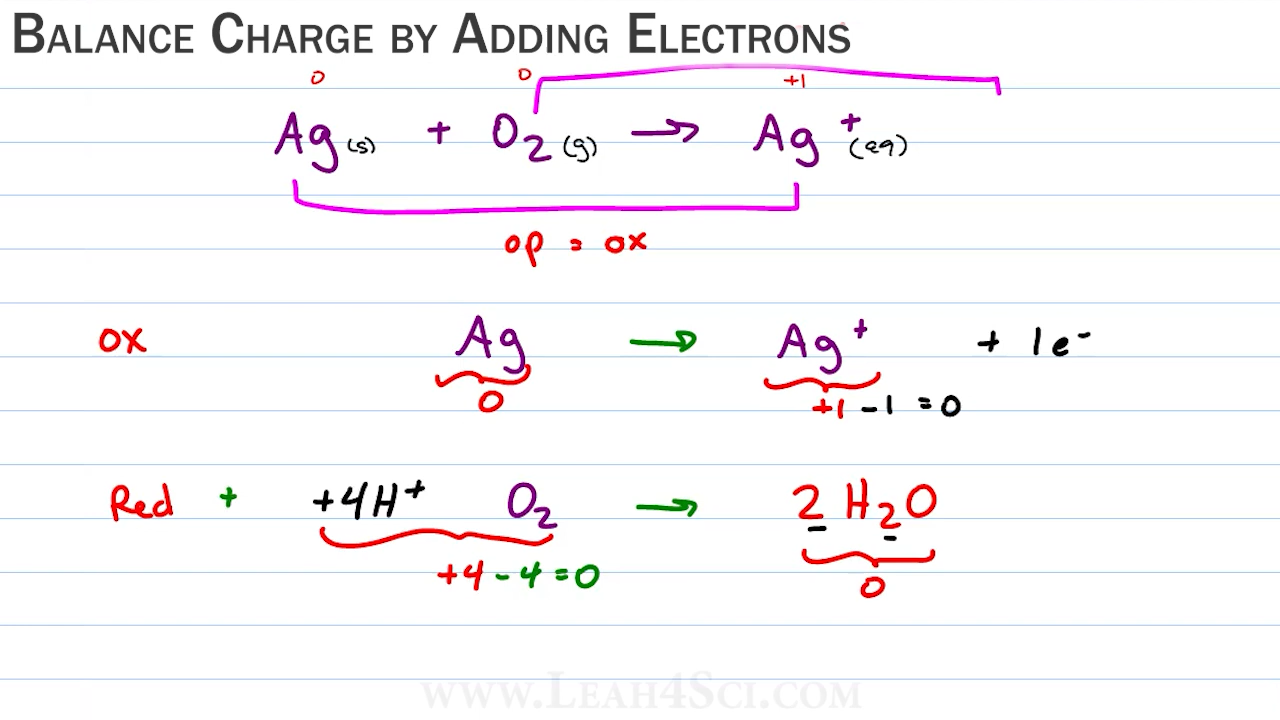 BALANCE CHARGE BY ADDING ELECTRONS
0 0 +1
Ag(s) + O₂(g) → Ag⁺(aq)
op = ox
ox Ag → Ag⁺ + 1e⁻
0 +1 -1 = 0
Red + +4H⁺ O₂ → 2 H₂O
+4 - 4 = 0 0
www.Leah4Sci.com